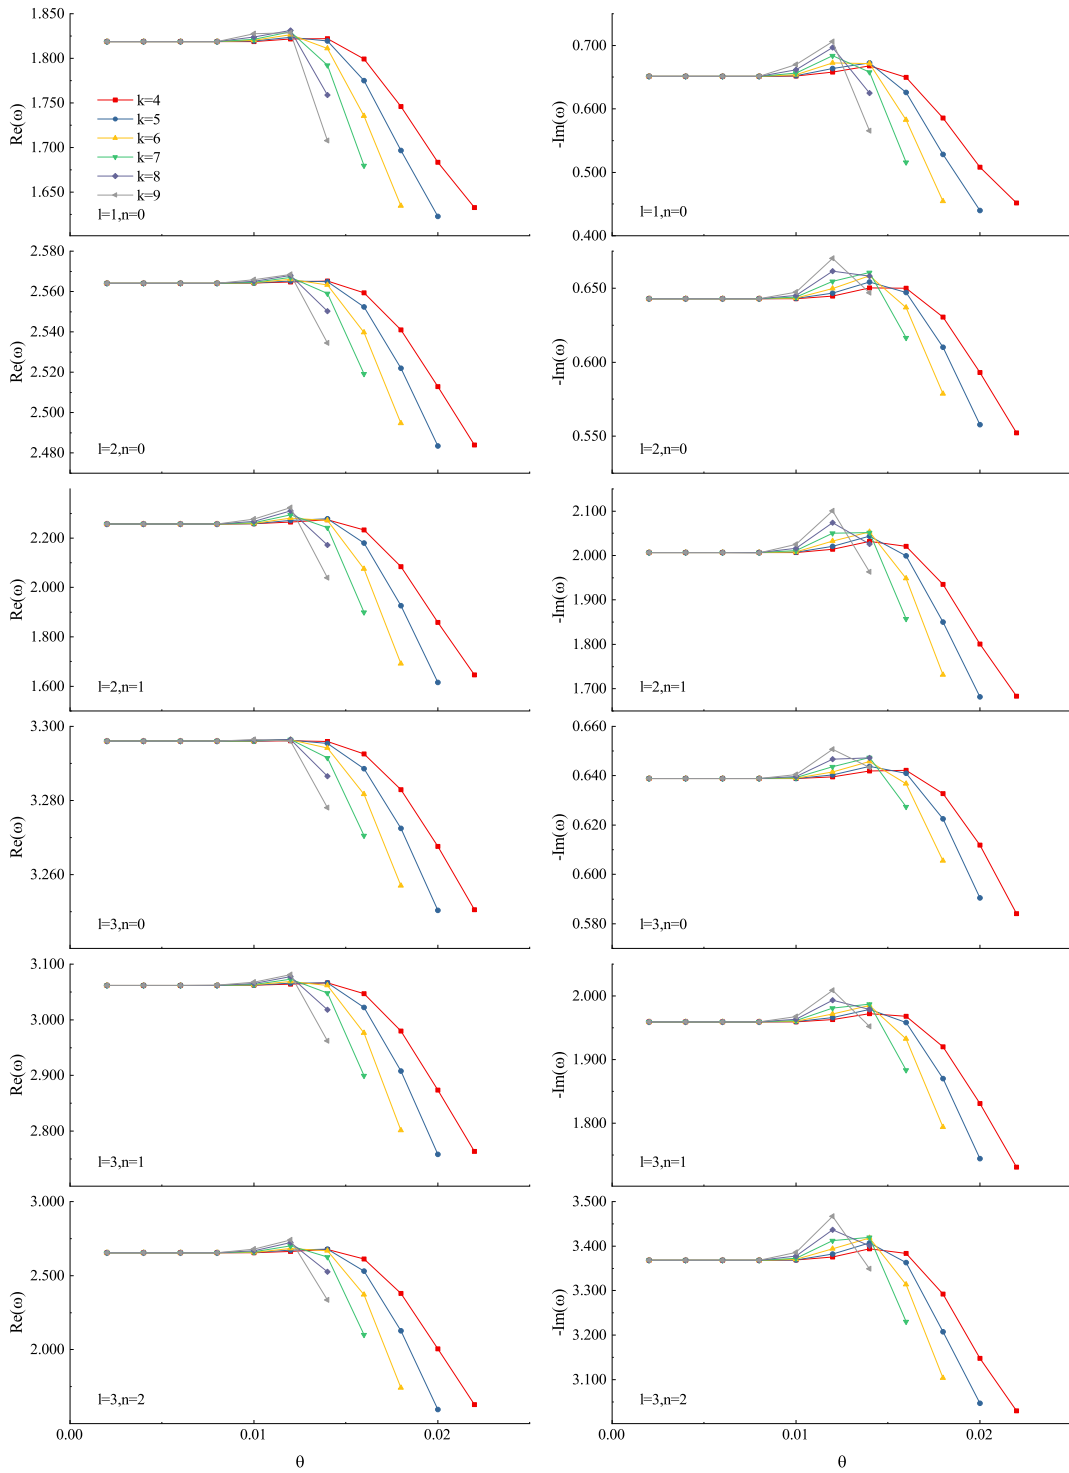 1.850
1.800
1.750
1.700
1.650
Re(ω)
k=4
k=5
k=6
k=7
k=8
k=9
l=1,n=0
0.700
0.600
0.500
0.400
-Im(ω)
l=1,n=0
2.580
2.560
2.540
2.520
2.500
2.480
Re(ω)
l=2,n=0
0.650
0.600
0.550
-Im(ω)
l=2,n=0
2.200
2.000
1.800
1.600
Re(ω)
l=2,n=1
2.100
2.000
1.900
1.800
1.700
-Im(ω)
l=2,n=1
3.300
3.280
3.260
Re(ω)
l=3,n=0
0.660
0.640
0.620
0.600
0.580
-Im(ω)
l=3,n=0
3.100
3.000
2.900
2.800
Re(ω)
l=3,n=1
2.000
1.900
1.800
-Im(ω)
l=3,n=1
3.000
2.500
2.000
Re(ω)
l=3,n=2
0.00
0.01
0.02
θ
3.500
3.400
3.300
3.200
3.100
-Im(ω)
l=3,n=2
0.00
0.01
0.02
θ